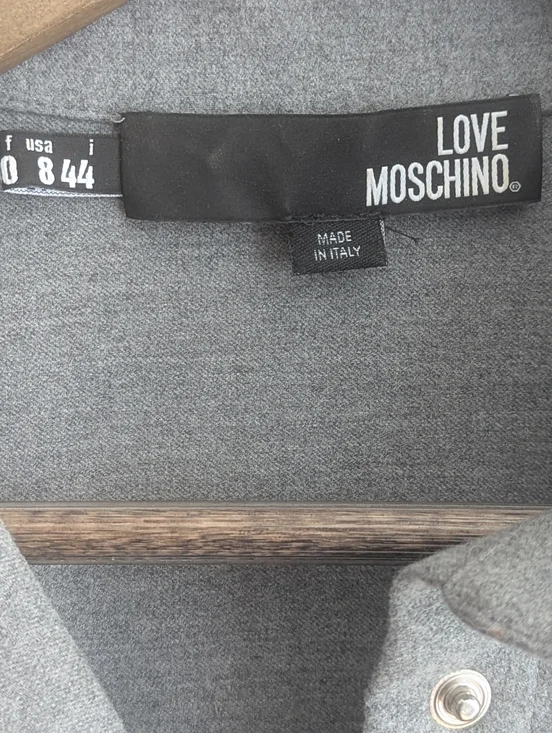 f usa i
0 8 44
LOVE
MOSCHINO®
MADE
IN ITALY